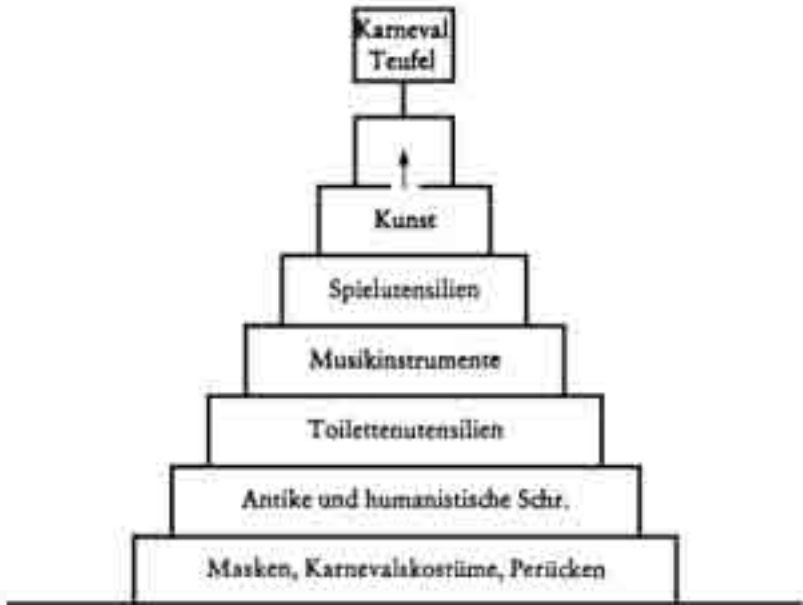 Karneval
Teufel
Kunst
Spielutensilien
Musikinstrumente
Toilettenutensilien
Antike und humanistische Schr.
Masken, Karnevalskostüme, Perücken